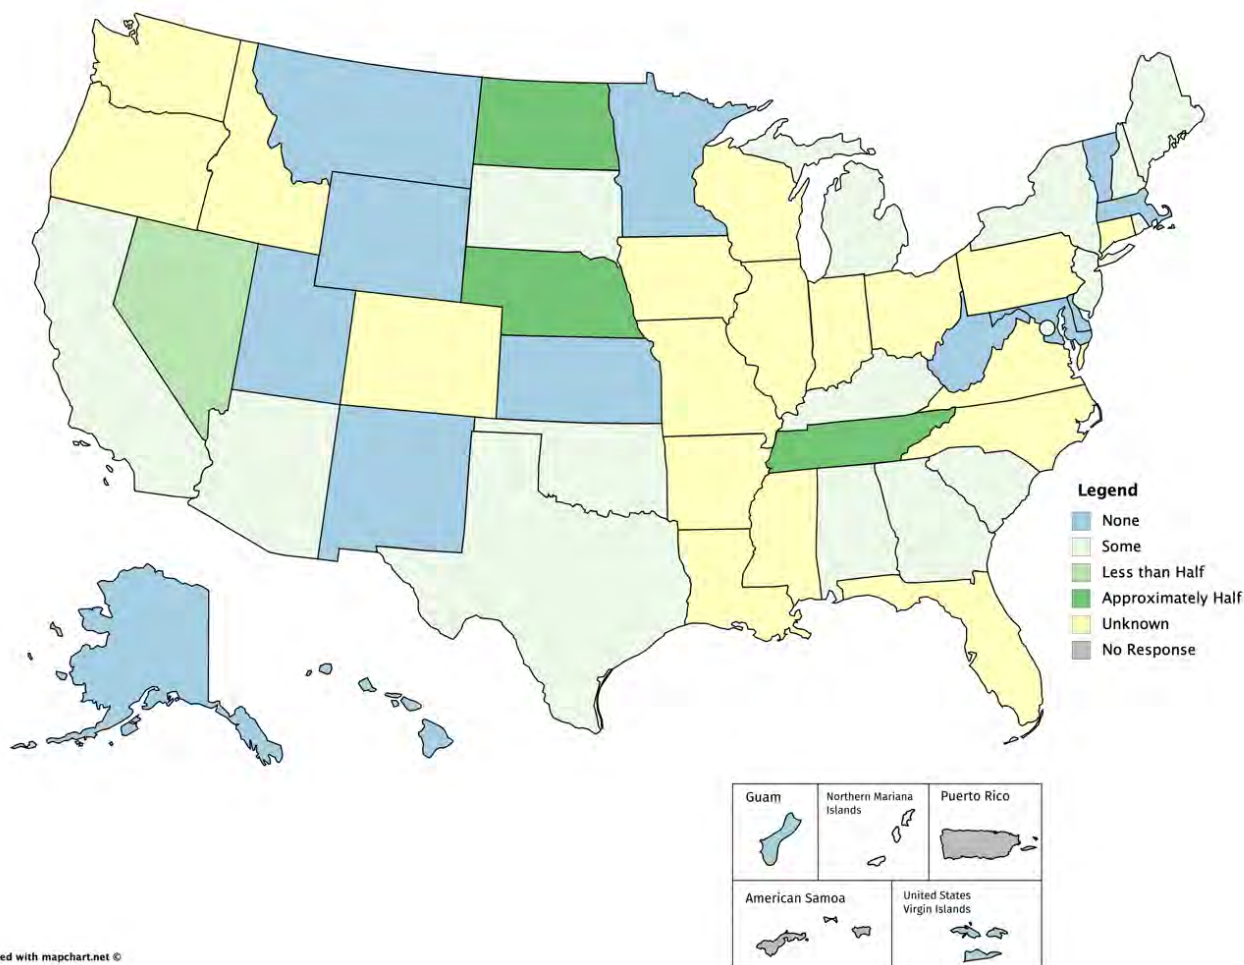 Legend
None
Some
Less than Half
Approximately Half
Unknown
No Response
Guam
Northern Mariana
Islands
Puerto Rico
American Samoa
United States
Virgin Islands
ed with mapchart.net ©